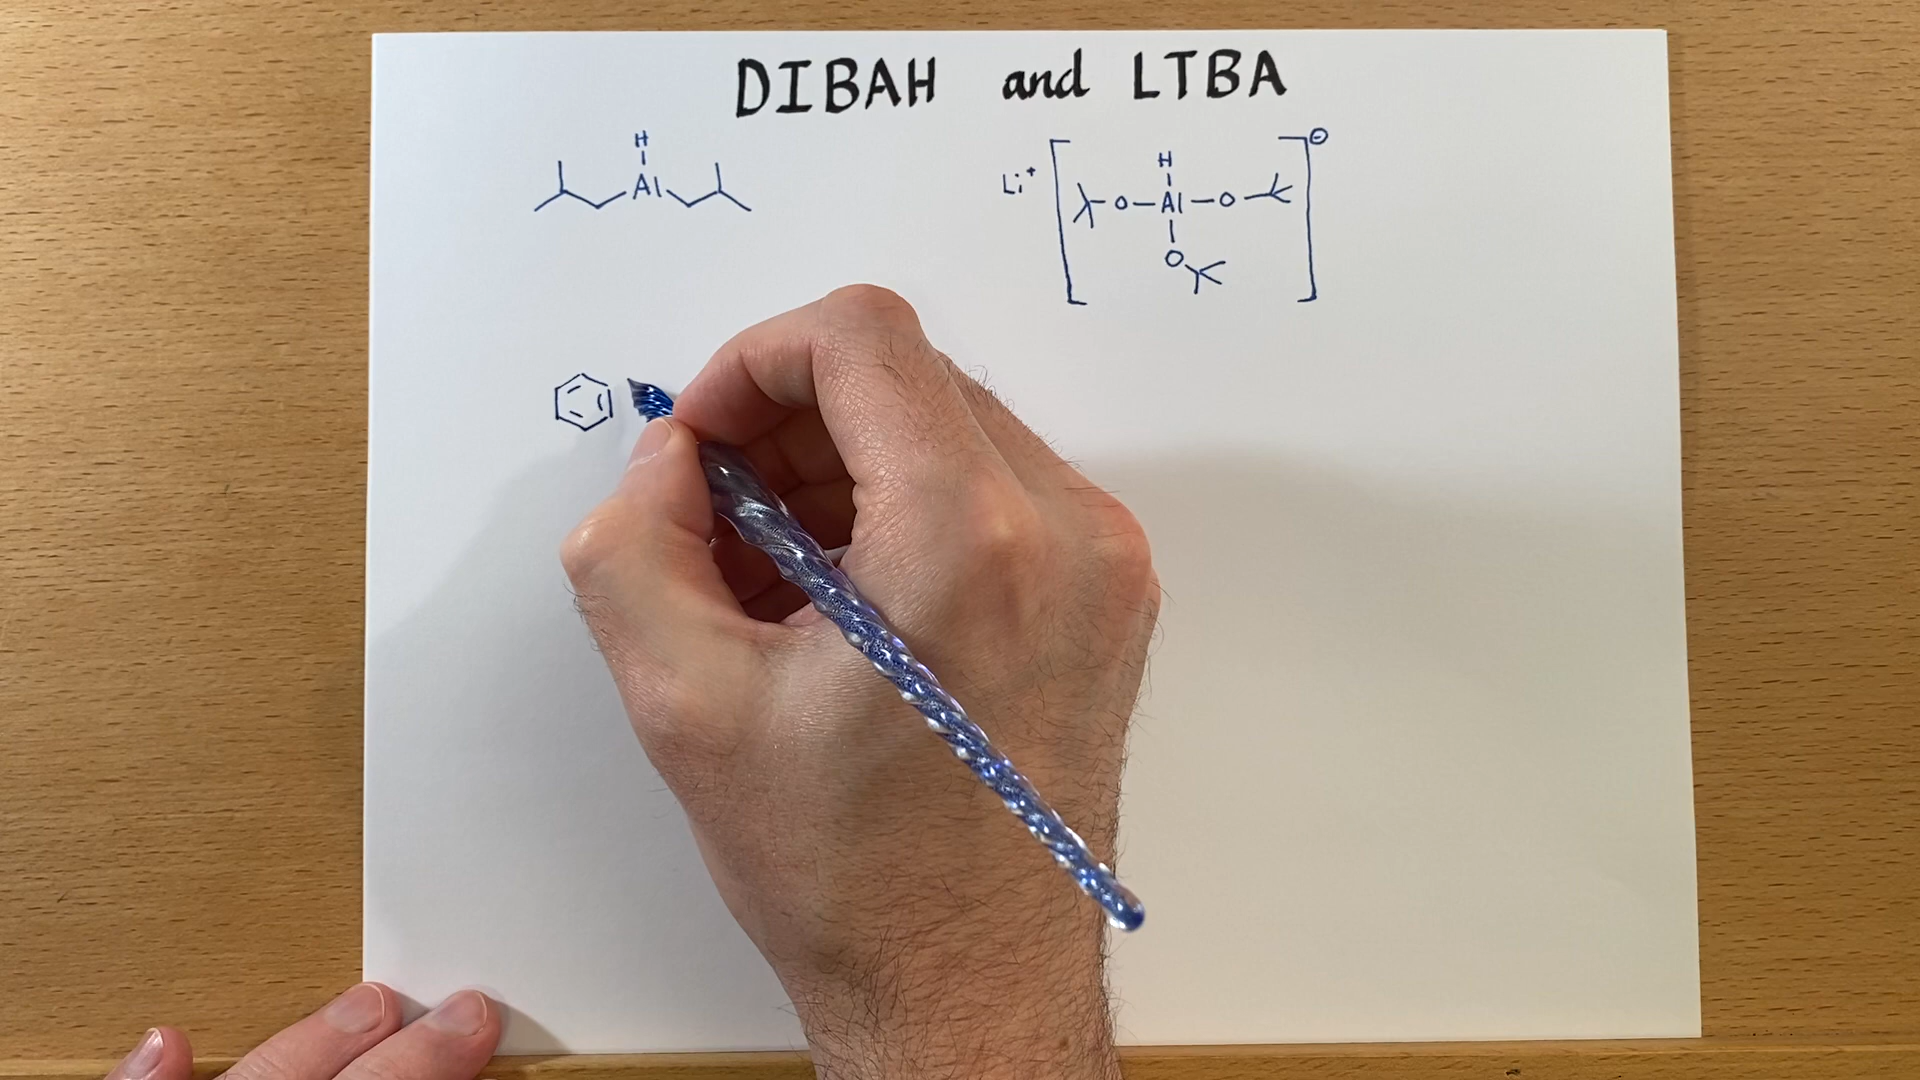 DIBAH and LTBA
H
Al
Li⁺
⊖
H
O—Al—O
O